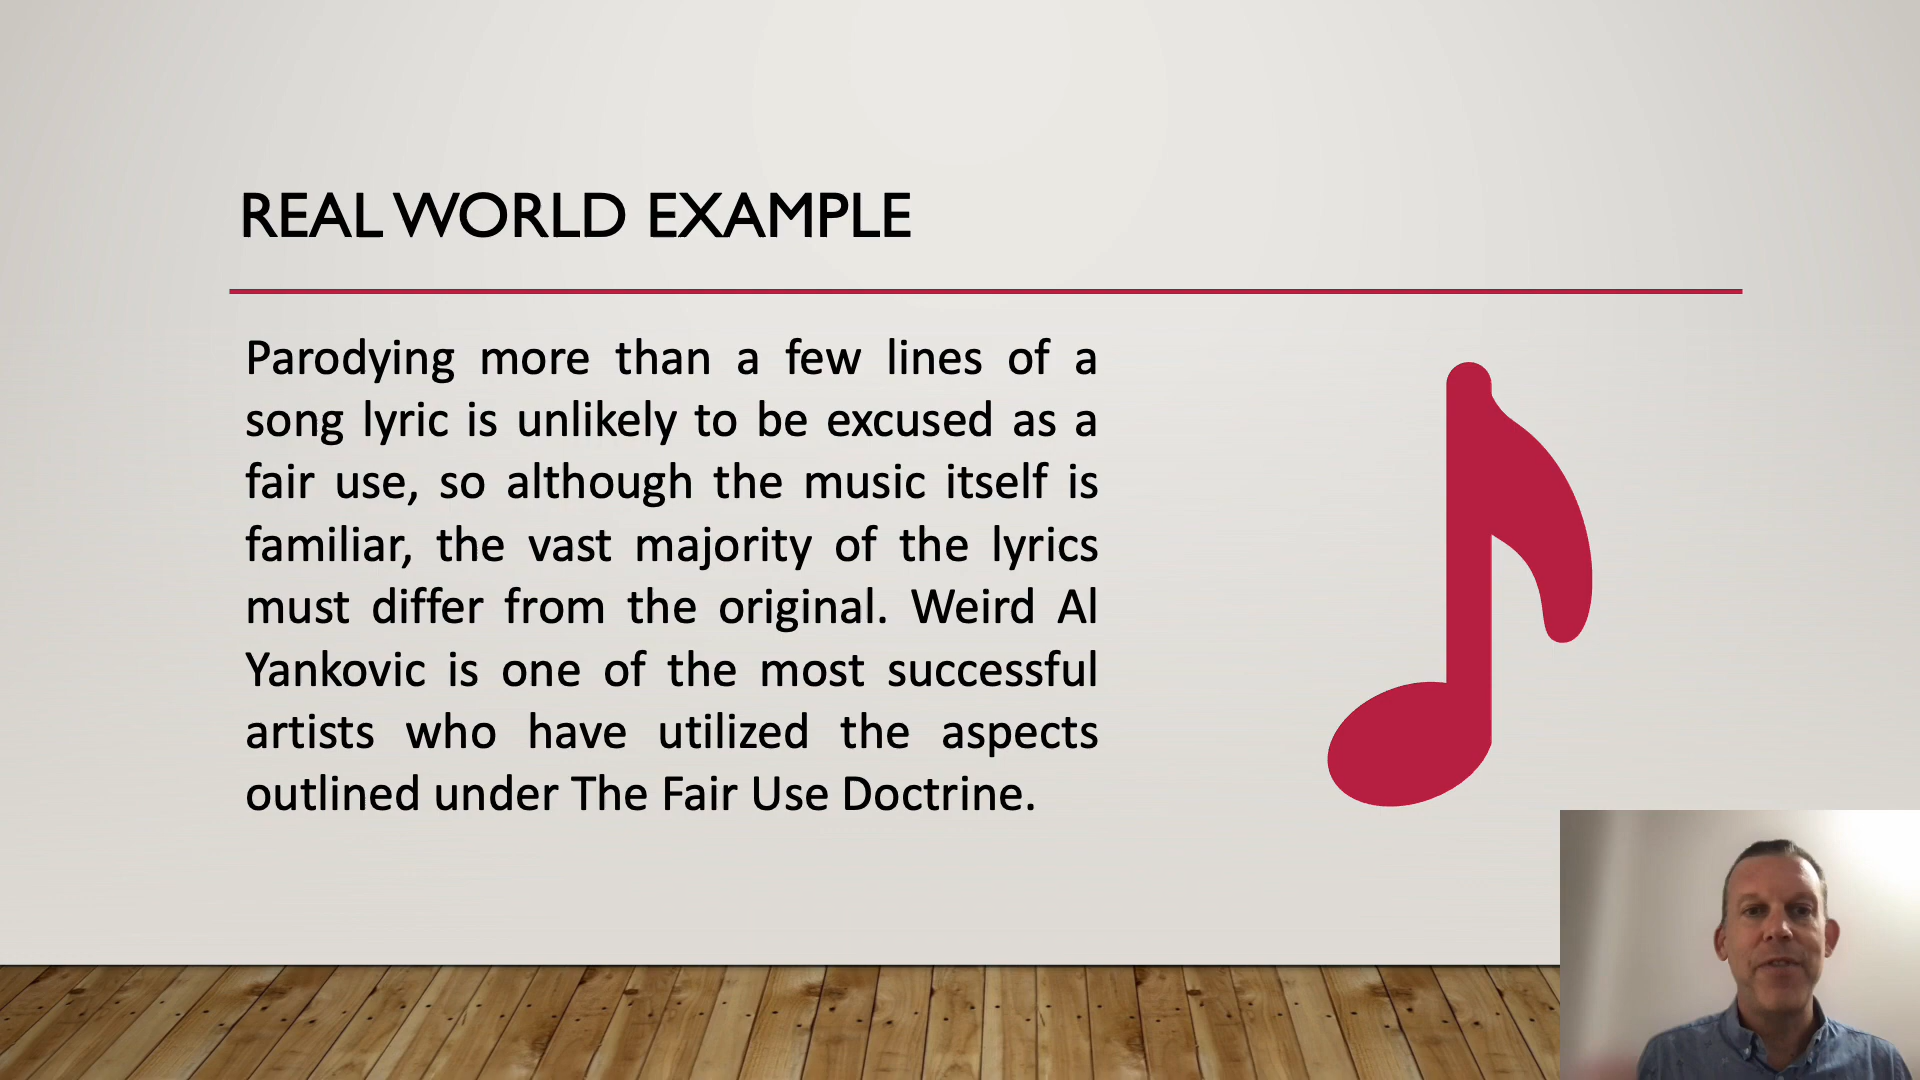 REAL WORLD EXAMPLE
Parodying more than a few lines of a
song lyric is unlikely to be excused as a
fair use, so although the music itself is
familiar, the vast majority of the lyrics
must differ from the original. Weird Al
Yankovic is one of the most successful
artists who have utilized the aspects
outlined under The Fair Use Doctrine.